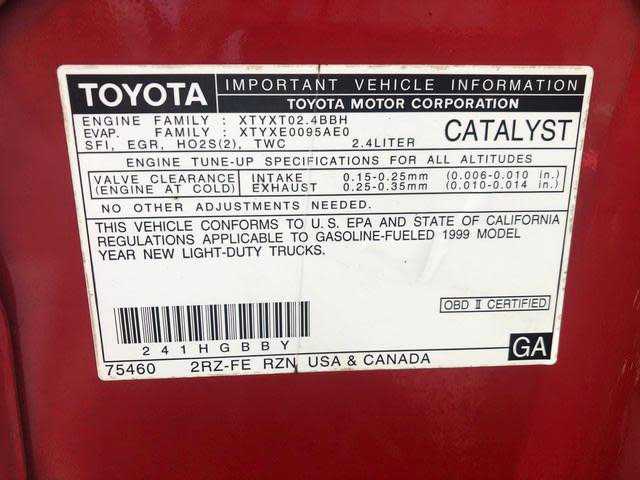 TOYOTA
IMPORTANT VEHICLE INFORMATION
TOYOTA MOTOR CORPORATION
ENGINE FAMILY : XTYXT02.4BBH
EVAP. FAMILY : XTYXE0095AE0
SFI, EGR, HO2S(2), TWC 2.4LITER
CATALYST
ENGINE TUNE-UP SPECIFICATIONS FOR ALL ALTITUDES
VALVE CLEARANCE INTAKE 0.15-0.25mm (0.006-0.010 in.)
(ENGINE AT COLD) EXHAUST 0.25-0.35mm (0.010-0.014 in.)
NO OTHER ADJUSTMENTS NEEDED.
THIS VEHICLE CONFORMS TO U.S. EPA AND STATE OF CALIFORNIA
REGULATIONS APPLICABLE TO GASOLINE-FUELED 1999 MODEL
YEAR NEW LIGHT-DUTY TRUCKS.
OBD II CERTIFIED
241HGBBY
GA
75460 2RZ-FE RZN USA & CANADA